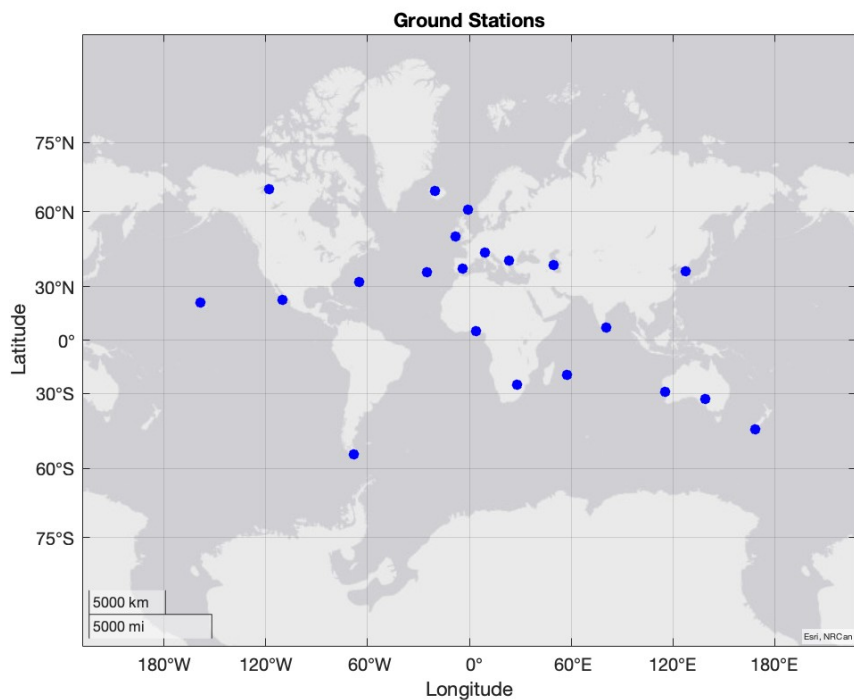 Ground Stations
75°N
60°N
30°N
0°
30°S
60°S
75°S
Latitude
5000 km
5000 mi
Esri, NRCan
180°W 120°W 60°W 0° 60°E 120°E 180°E
Longitude